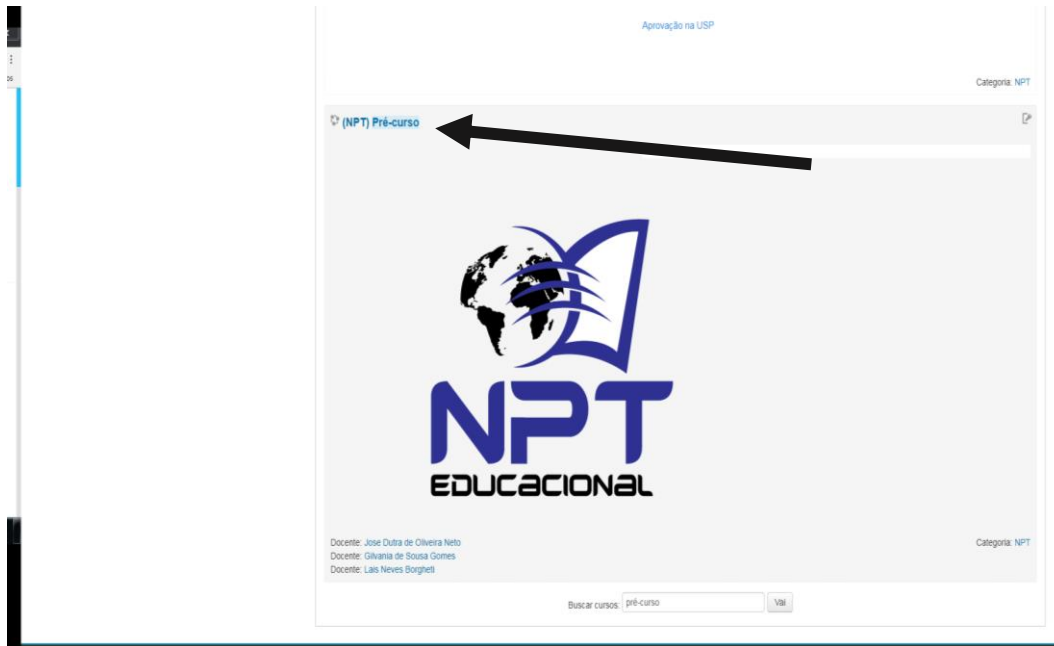 Aprovação na USP
Categoria: NPT
(NPT) Pré-curso
NPT
EDUCACIONAL
Docente: Jose Dutra de Oliveira Neto
Categoria: NPT
Docente: Gilvania de Sousa Gomes
Docente: Lais Neves Borgheti
Buscar cursos: pré-curso Vai